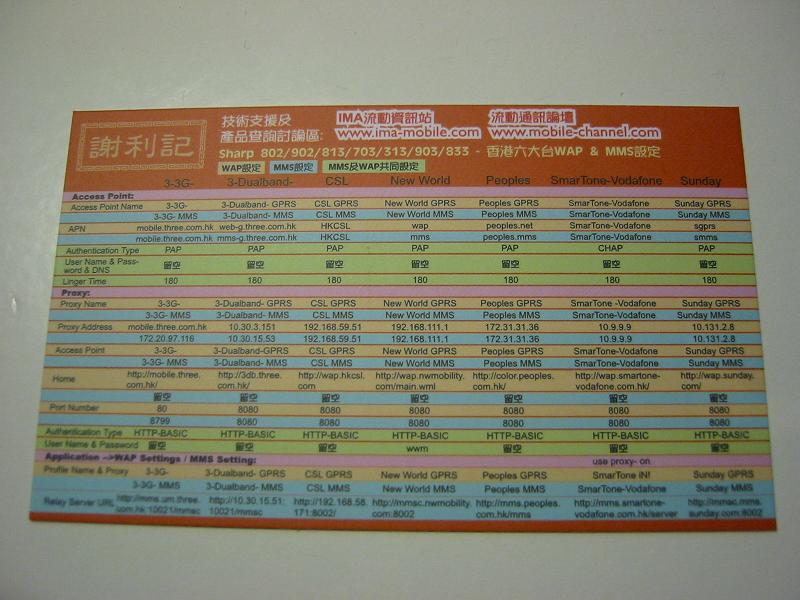 謝利記
技術支援及
產品查詢討論區:
IMA流動資訊站 流動通訊論壇
www.ima-mobile.com www.mobile-channel.com
Sharp 802/902/813/703/313/903/833 - 香港六大台WAP & MMS設定
WAP設定 MMS設定 MMS及WAP共同設定
3-3G- 3-Dualband- CSL New World Peoples SmarTone-Vodafone Sunday
Access Point:
Access Point Name 3-3G- 3-Dualband- GPRS CSL GPRS New World GPRS Peoples GPRS SmarTone-Vodafone Sunday GPRS
3-3G- MMS 3-Dualband- MMS CSL MMS New World MMS Peoples MMS SmarTone-Vodafone Sunday MMS
APN mobile.three.com.hk web-g.three.com.hk HKCSL wap peoples.net SmarTone-Vodafone sgprs
mobile.three.com.hk mms-g.three.com.hk HKCSL mms peoples.mms SmarTone-Vodafone smms
Authentication Type PAP PAP PAP PAP PAP CHAP PAP
User Name & Pass-
word & DNS 留空 留空 留空 留空 留空 留空 留空
Linger Time 180 180 180 180 180 180 180
Proxy:
Proxy Name 3-3G- 3-Dualband- GPRS CSL GPRS New World GPRS Peoples GPRS SmarTone -Vodafone Sunday GPRS
3-3G- MMS 3-Dualband- MMS CSL MMS New World MMS Peoples MMS SmarTone-Vodafone Sunday MMS
Proxy Address mobile.three.com.hk 10.30.3.151 192.168.59.51 192.168.111.1 172.31.31.36 10.9.9.9 10.131.2.8
172.20.97.116 10.30.15.53 192.168.59.51 192.168.111.1 172.31.31.36 10.9.9.9 10.131.2.8
Access Point 3-3G- 3-Dualband-GPRS CSL GPRS New World GPRS Peoples GPRS SmarTone-Vodafone Sunday GPRS
3-3G- MMS 3-Dualband- MMS CSL MMS New World MMS Peoples MMS SmarTone-Vodafone Sunday MMS
Home http://mobile.three. http://3db.three. http://wap.hkcsl. http://wap.nwmobility. http://color.peoples. http://wap.smartone- http://wap.sunday.
com.hk/ com.hk/ com com/main.wml com.hk/ vodafone.com.hk/ com/
留空 留空 留空 留空 留空 留空 留空
Port Number 80 8080 8080 8080 8080 8080 8080
8799 8080 8080 8080 8080 8080 8080
Authentication Type HTTP-BASIC HTTP-BASIC HTTP-BASIC HTTP-BASIC HTTP-BASIC HTTP-BASIC HTTP-BASIC
User Name & Password 留空 留空 留空 wwm 留空 留空 留空
Application -->WAP Settings / MMS Setting: use proxy- on
Profile Name & Proxy 3-3G- 3-Dualband- GPRS CSL GPRS New World GPRS Peoples GPRS SmarTone iN! Sunday GPRS
3-3G- MMS 3-Dualband- MMS CSL MMS New World MMS Peoples MMS SmarTone-Vodafone Sunday MMS
Relay Server URL http://mms.um.three. http://10.30.15.51: http://192.168.58. http://mmsc.nwmobility. http://mms.peoples. http://mms.smartone- http://mmsc.mms.
com.hk:10021/mmsc 10021/mmsc 171:8002/ com:8002 com.hk/mms vodafone.com.hk/server sunday.com:8002